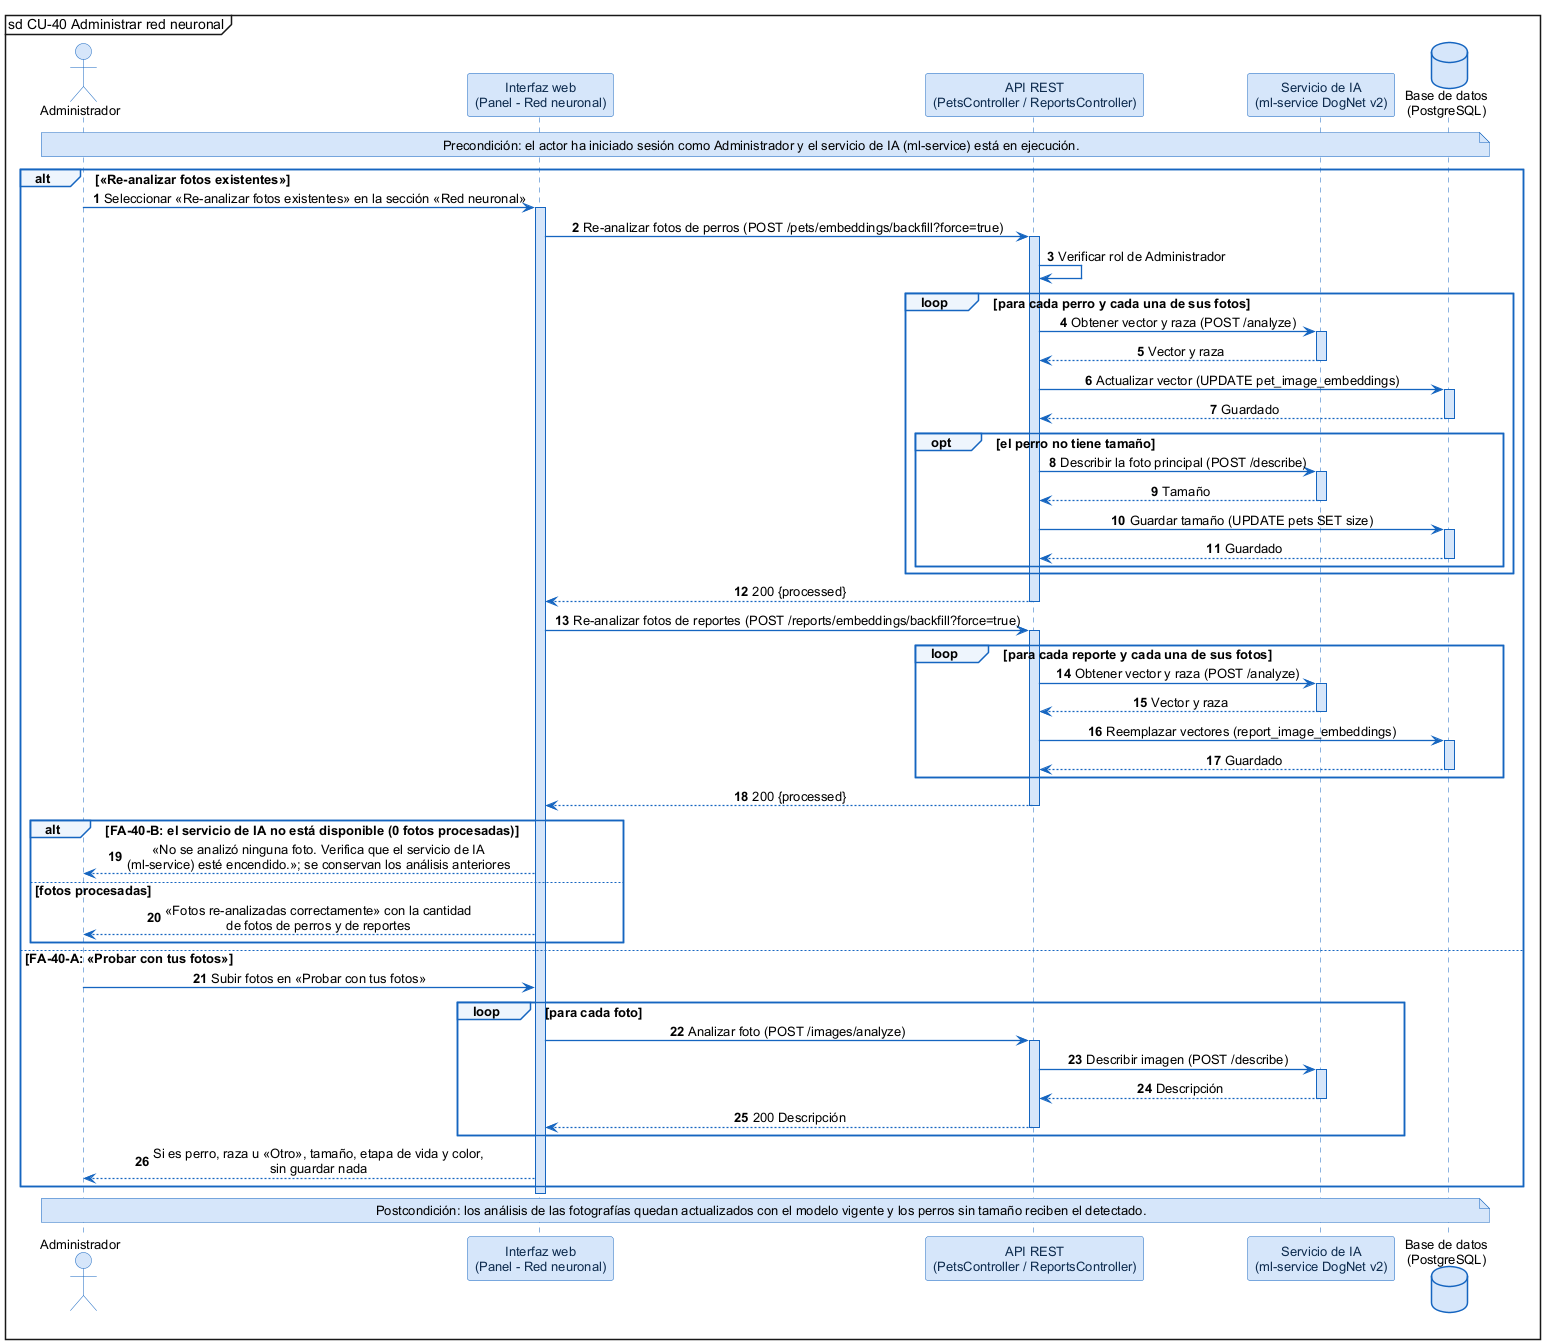 sd CU-40 Administrar red neuronal
Administrador
Interfaz web
(Panel - Red neuronal)
API REST
(PetsController / ReportsController)
Servicio de IA
(ml-service DogNet v2)
Base de datos
(PostgreSQL)
Precondición: el actor ha iniciado sesión como Administrador y el servicio de IA (ml-service) está en ejecución.
alt [«Re-analizar fotos existentes»]
1 Seleccionar «Re-analizar fotos existentes» en la sección «Red neuronal»
2 Re-analizar fotos de perros (POST /pets/embeddings/backfill?force=true)
3 Verificar rol de Administrador
loop [para cada perro y cada una de sus fotos]
4 Obtener vector y raza (POST /analyze)
5 Vector y raza
6 Actualizar vector (UPDATE pet_image_embeddings)
7 Guardado
opt [el perro no tiene tamaño]
8 Describir la foto principal (POST /describe)
9 Tamaño
10 Guardar tamaño (UPDATE pets SET size)
11 Guardado
12 200 {processed}
13 Re-analizar fotos de reportes (POST /reports/embeddings/backfill?force=true)
loop [para cada reporte y cada una de sus fotos]
14 Obtener vector y raza (POST /analyze)
15 Vector y raza
16 Reemplazar vectores (report_image_embeddings)
17 Guardado
18 200 {processed}
alt [FA-40-B: el servicio de IA no está disponible (0 fotos procesadas)]
19 «No se analizó ninguna foto. Verifica que el servicio de IA
(ml-service) esté encendido.»; se conservan los análisis anteriores
[fotos procesadas]
20 «Fotos re-analizadas correctamente» con la cantidad
de fotos de perros y de reportes
[FA-40-A: «Probar con tus fotos»]
21 Subir fotos en «Probar con tus fotos»
loop [para cada foto]
22 Analizar foto (POST /images/analyze)
23 Describir imagen (POST /describe)
24 Descripción
25 200 Descripción
26 Si es perro, raza u «Otro», tamaño, etapa de vida y color,
sin guardar nada
Postcondición: los análisis de las fotografías quedan actualizados con el modelo vigente y los perros sin tamaño reciben el detectado.
Administrador
Interfaz web
(Panel - Red neuronal)
API REST
(PetsController / ReportsController)
Servicio de IA
(ml-service DogNet v2)
Base de datos
(PostgreSQL)